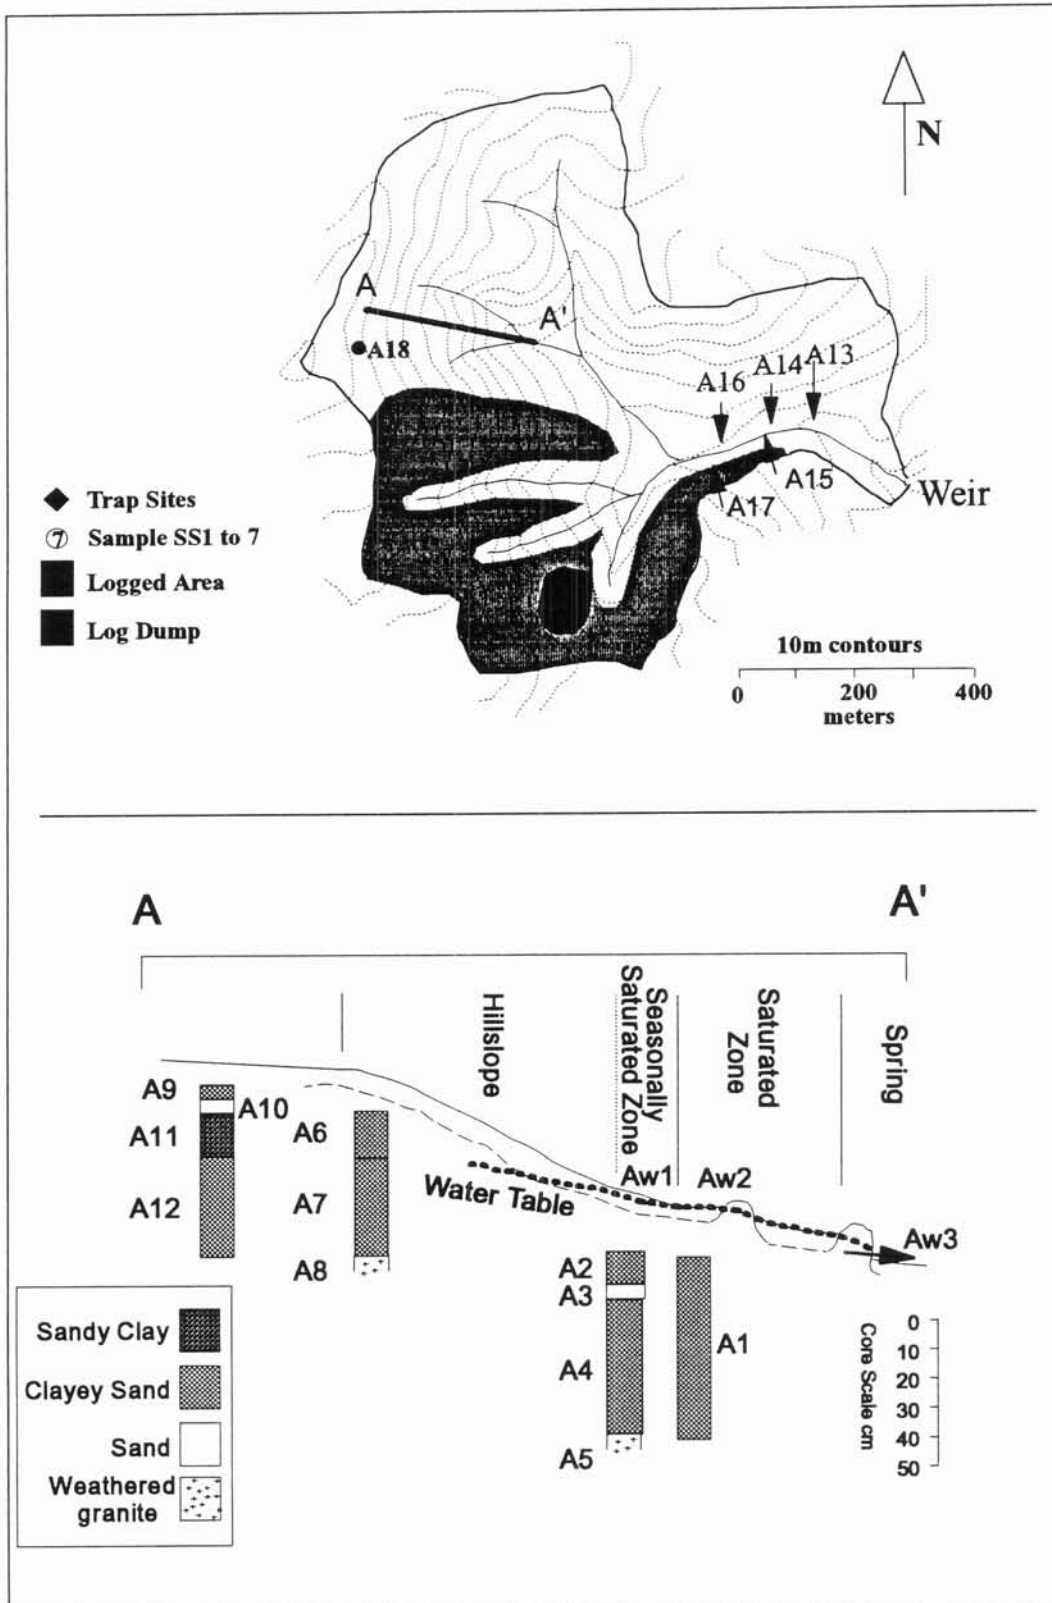 N
A
A'
A18
A16
A14
A13
A15
A17
Weir
Trap Sites
7 Sample SS1 to 7
Logged Area
Log Dump
10m contours
0 200 400
meters
A A'
Hillslope
Seasonally
Saturated Zone
Saturated
Zone
Spring
A9
A10
A11
A12
A6
A7
A8
Water Table
Aw1
Aw2
Aw3
A2
A3
A4
A5
A1
Core Scale cm
0
10
20
30
40
50
Sandy Clay
Clayey Sand
Sand
Weathered
granite